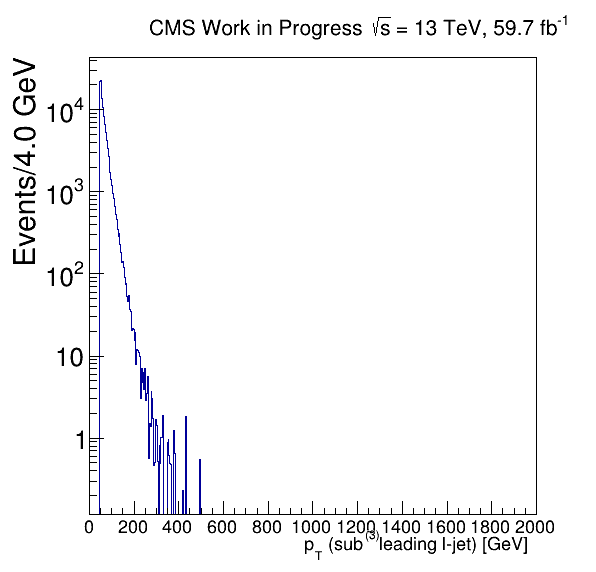 CMS Work in Progress √s = 13 TeV, 59.7 fb⁻¹
Events/4.0 GeV
10⁴
10³
10²
10
1
0 200 400 600 800 1000 1200 1400 1600 1800 2000
p_T (sub⁽³⁾leading l-jet) [GeV]